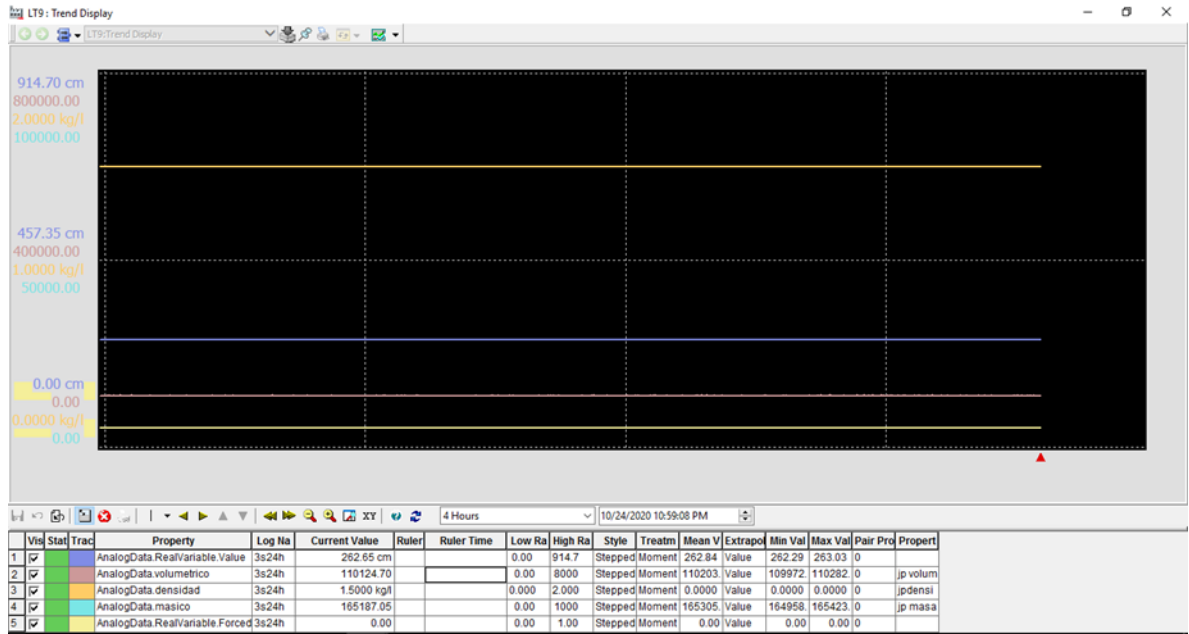 LT9 : Trend Display
LT9:Trend Display
914.70 cm
800000.00
2.0000 kg/l
100000.00
457.35 cm
400000.00
1.0000 kg/l
50000.00
0.00 cm
0.00
0.0000 kg/l
0.00
XY 4 Hours 10/24/2020 10:59:08 PM
Vis Stat Trac Property Log Na Current Value Ruler Ruler Time Low Ra High Ra Style Treatm Mean V Extrapol Min Val Max Val Pair Pro Propert
1 AnalogData.RealVariable.Value 3s24h 262.65 cm 0.00 914.7 Stepped Moment 262.84 Value 262.29 263.03 0
2 AnalogData.volumetrico 3s24h 110124.70 0.00 8000 Stepped Moment 110203. Value 109972. 110282. 0 jp volum
3 AnalogData.densidad 3s24h 1.5000 kg/l 0.000 2.000 Stepped Moment 0.0000 Value 0.0000 0.0000 0 jpdensi
4 AnalogData.masico 3s24h 165187.05 0.00 1000 Stepped Moment 165305. Value 164958. 165423. 0 jp masa
5 AnalogData.RealVariable.Forced 3s24h 0.00 0.00 1.00 Stepped Moment 0.00 Value 0.00 0.00 0